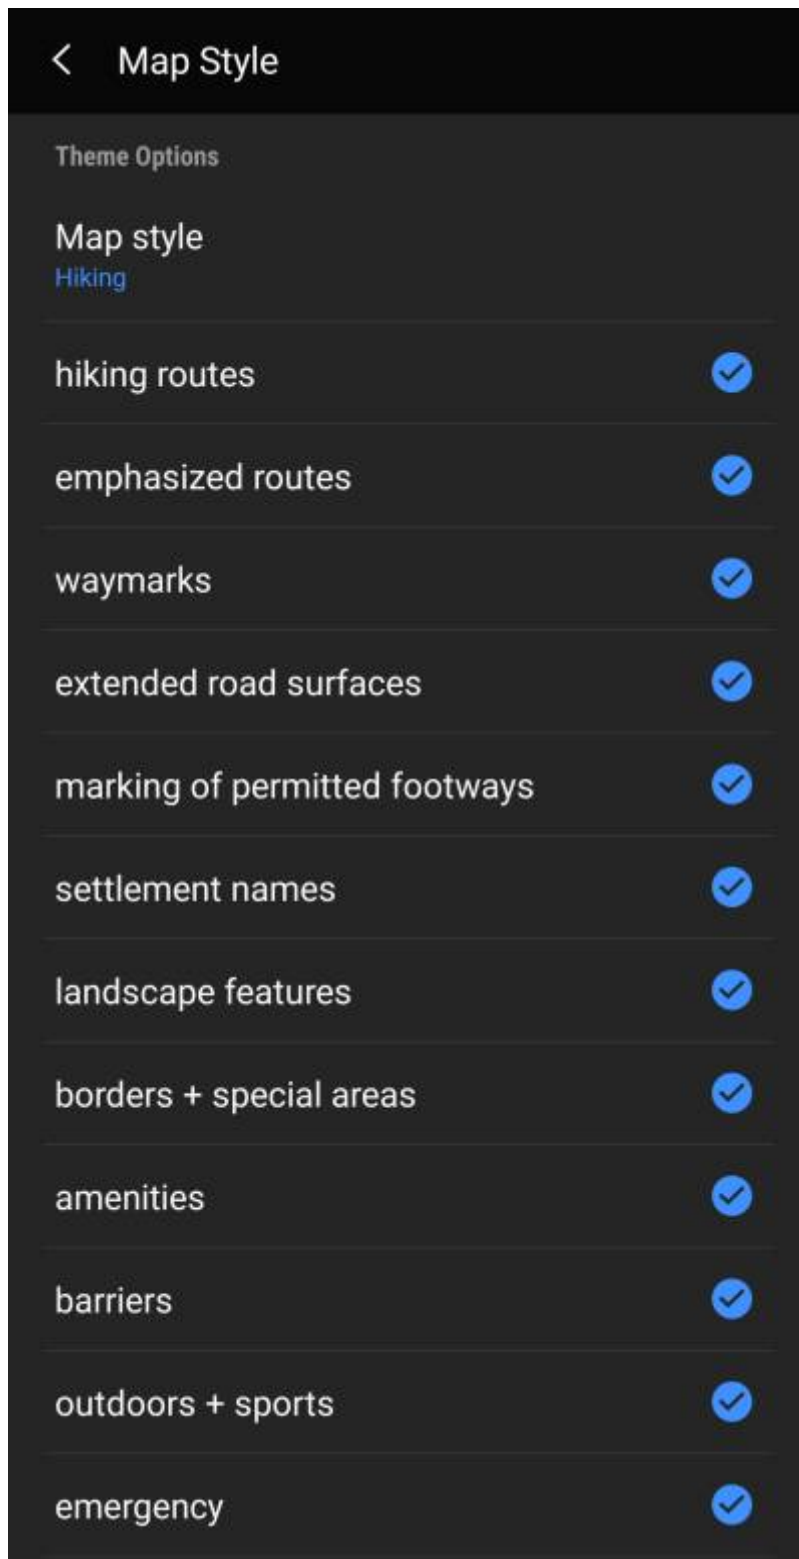 Map Style
Theme Options
Map style
Hiking
hiking routes
emphasized routes
waymarks
extended road surfaces
marking of permitted footways
settlement names
landscape features
borders + special areas
amenities
barriers
outdoors + sports
emergency